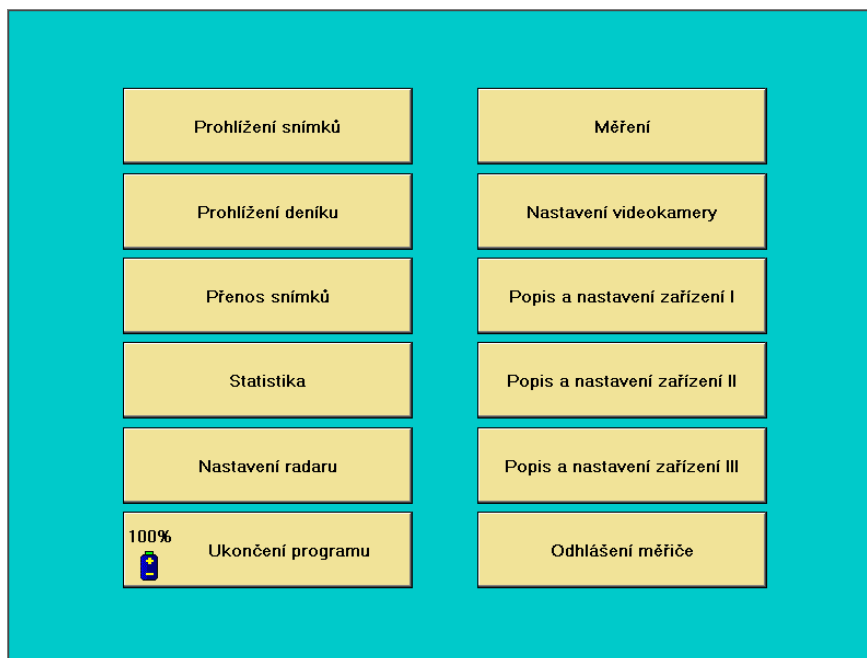 Prohlížení snímků
Měření
Prohlížení deníku
Nastavení videokamery
Přenos snímků
Popis a nastavení zařízení I
Statistika
Popis a nastavení zařízení II
Nastavení radaru
Popis a nastavení zařízení III
100%
Ukončení programu
Odhlášení měřiče